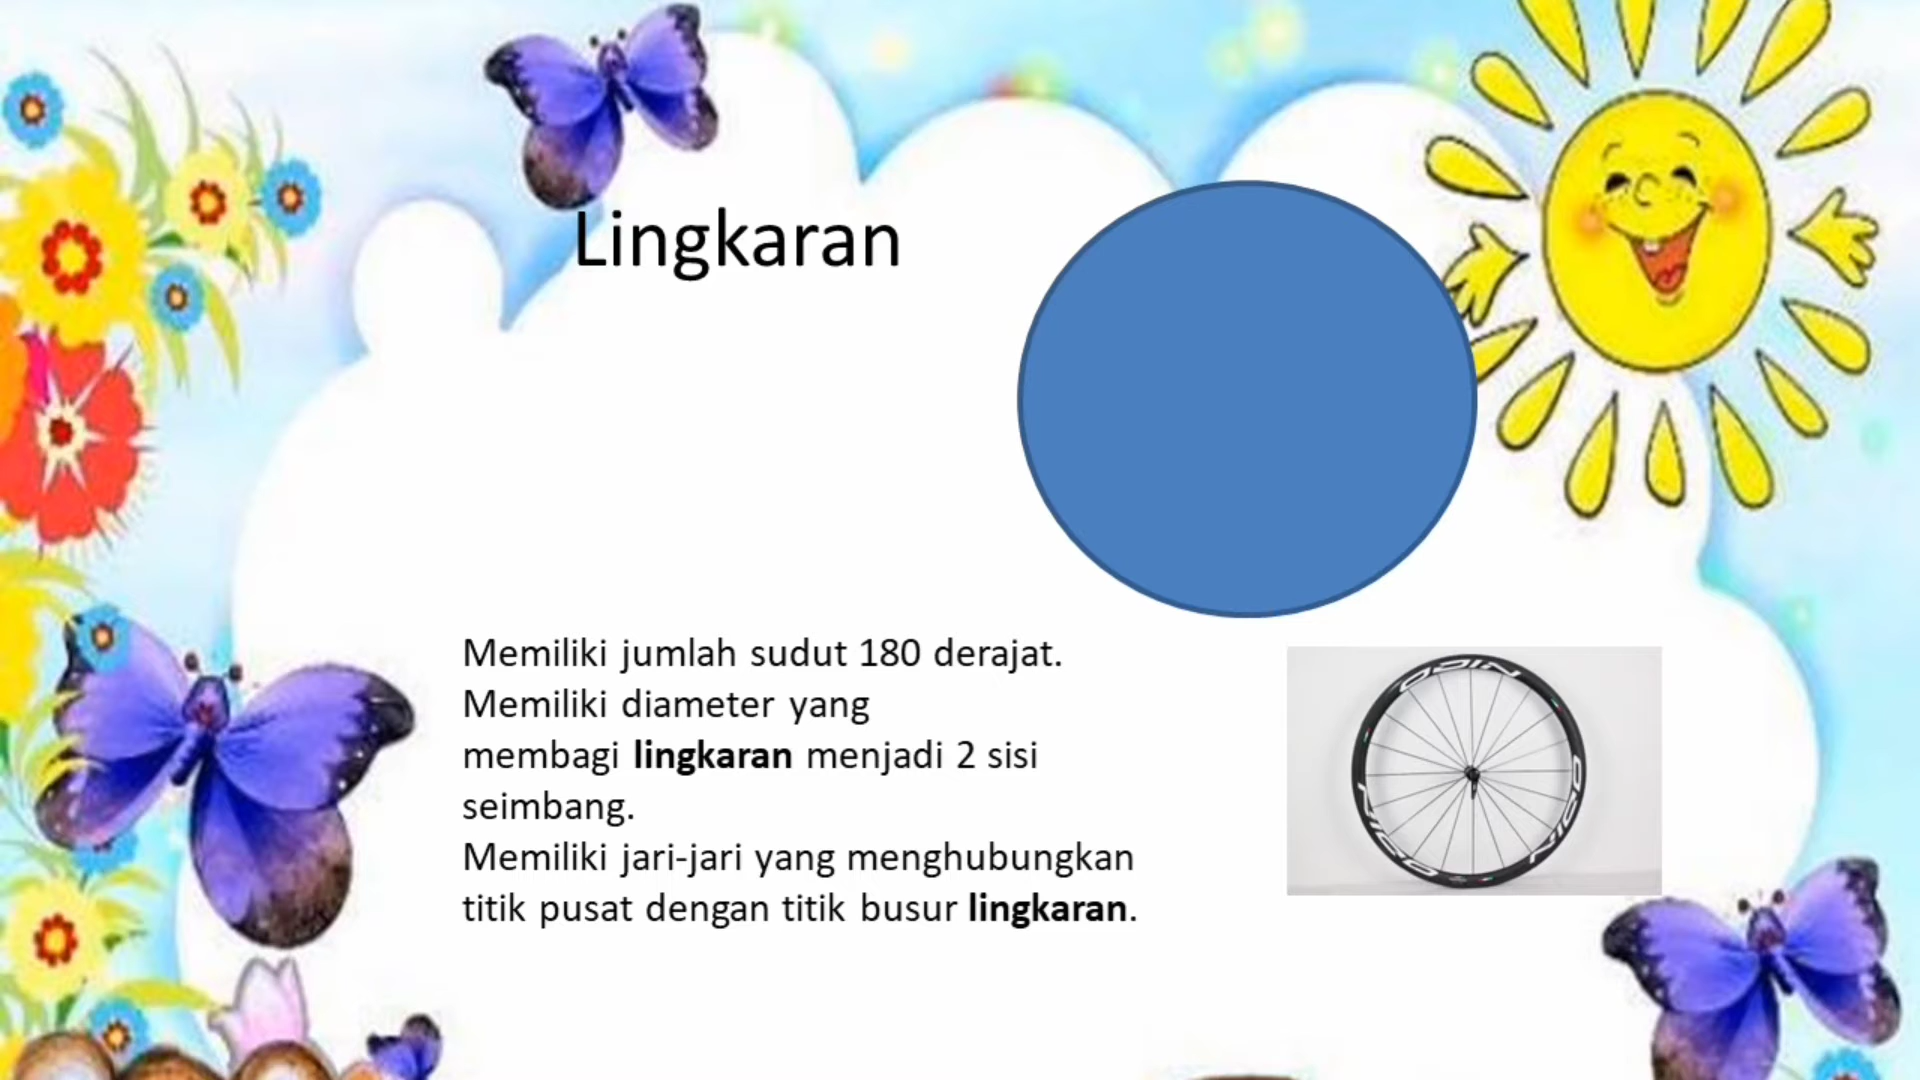 Lingkaran
Memiliki jumlah sudut 180 derajat.
Memiliki diameter yang
membagi lingkaran menjadi 2 sisi
seimbang.
Memiliki jari-jari yang menghubungkan
titik pusat dengan titik busur lingkaran.